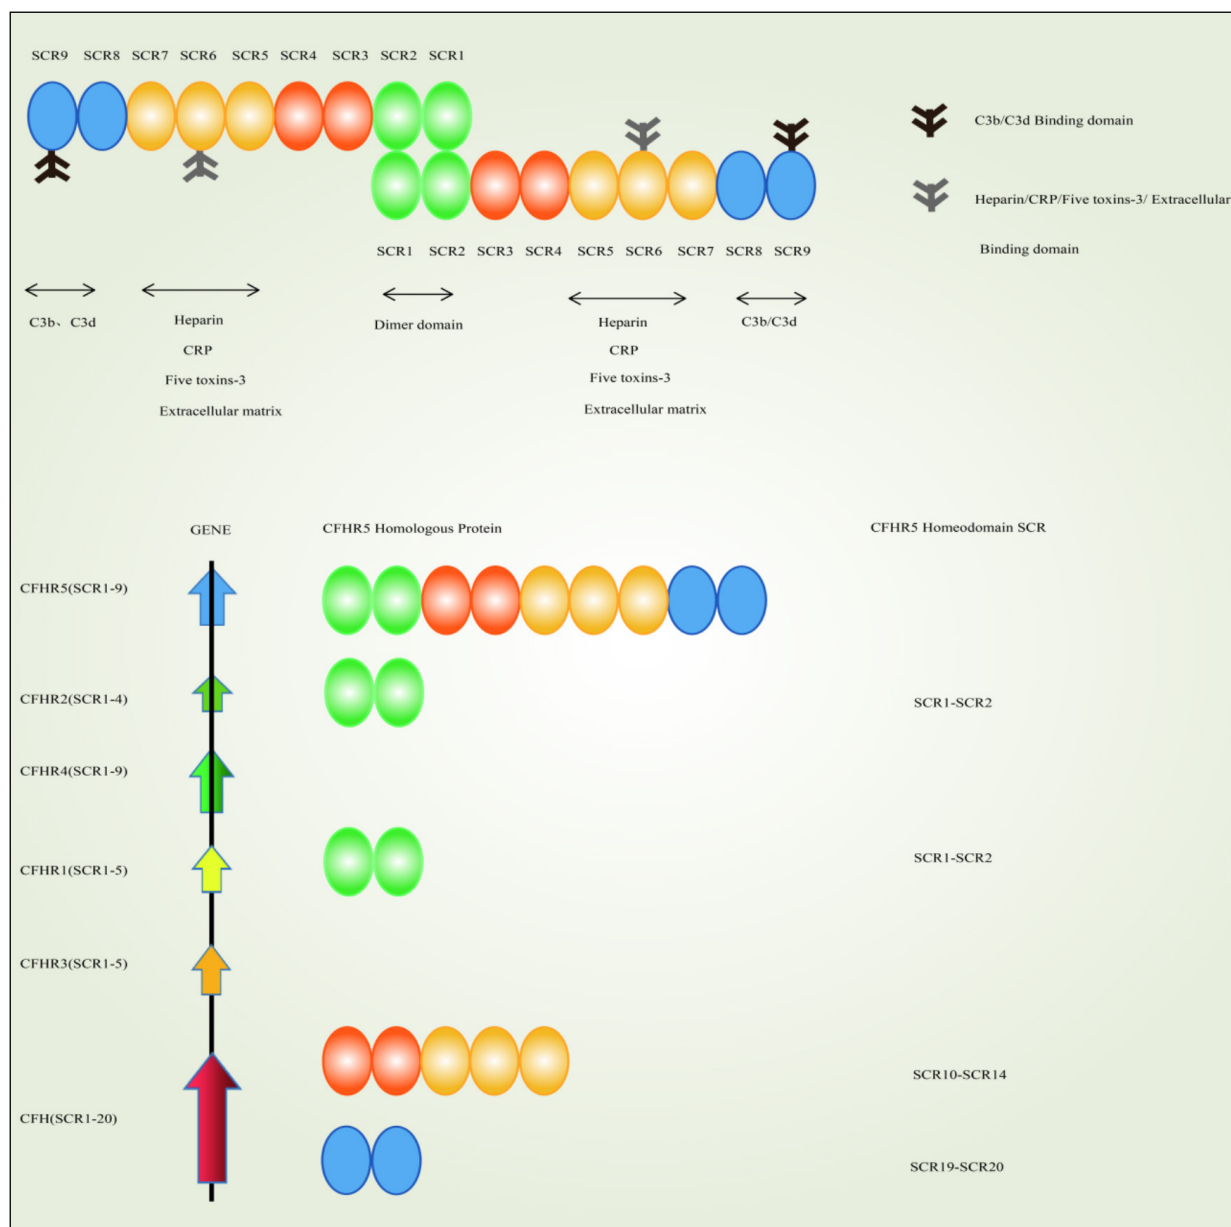 SCR9 SCR8 SCR7 SCR6 SCR5 SCR4 SCR3 SCR2 SCR1
C3b/C3d Binding domain
Heparin/CRP/Five toxins-3/ Extracellular
Binding domain
SCR1 SCR2 SCR3 SCR4 SCR5 SCR6 SCR7 SCR8 SCR9
C3b、C3d
Heparin
CRP
Five toxins-3
Extracellular matrix
Dimer domain
Heparin
CRP
Five toxins-3
Extracellular matrix
C3b/C3d
GENE CFHR5 Homologous Protein CFHR5 Homeodomain SCR
CFHR5(SCR1-9)
CFHR2(SCR1-4) SCR1-SCR2
CFHR4(SCR1-9)
CFHR1(SCR1-5) SCR1-SCR2
CFHR3(SCR1-5)
SCR10-SCR14
CFH(SCR1-20)
SCR19-SCR20